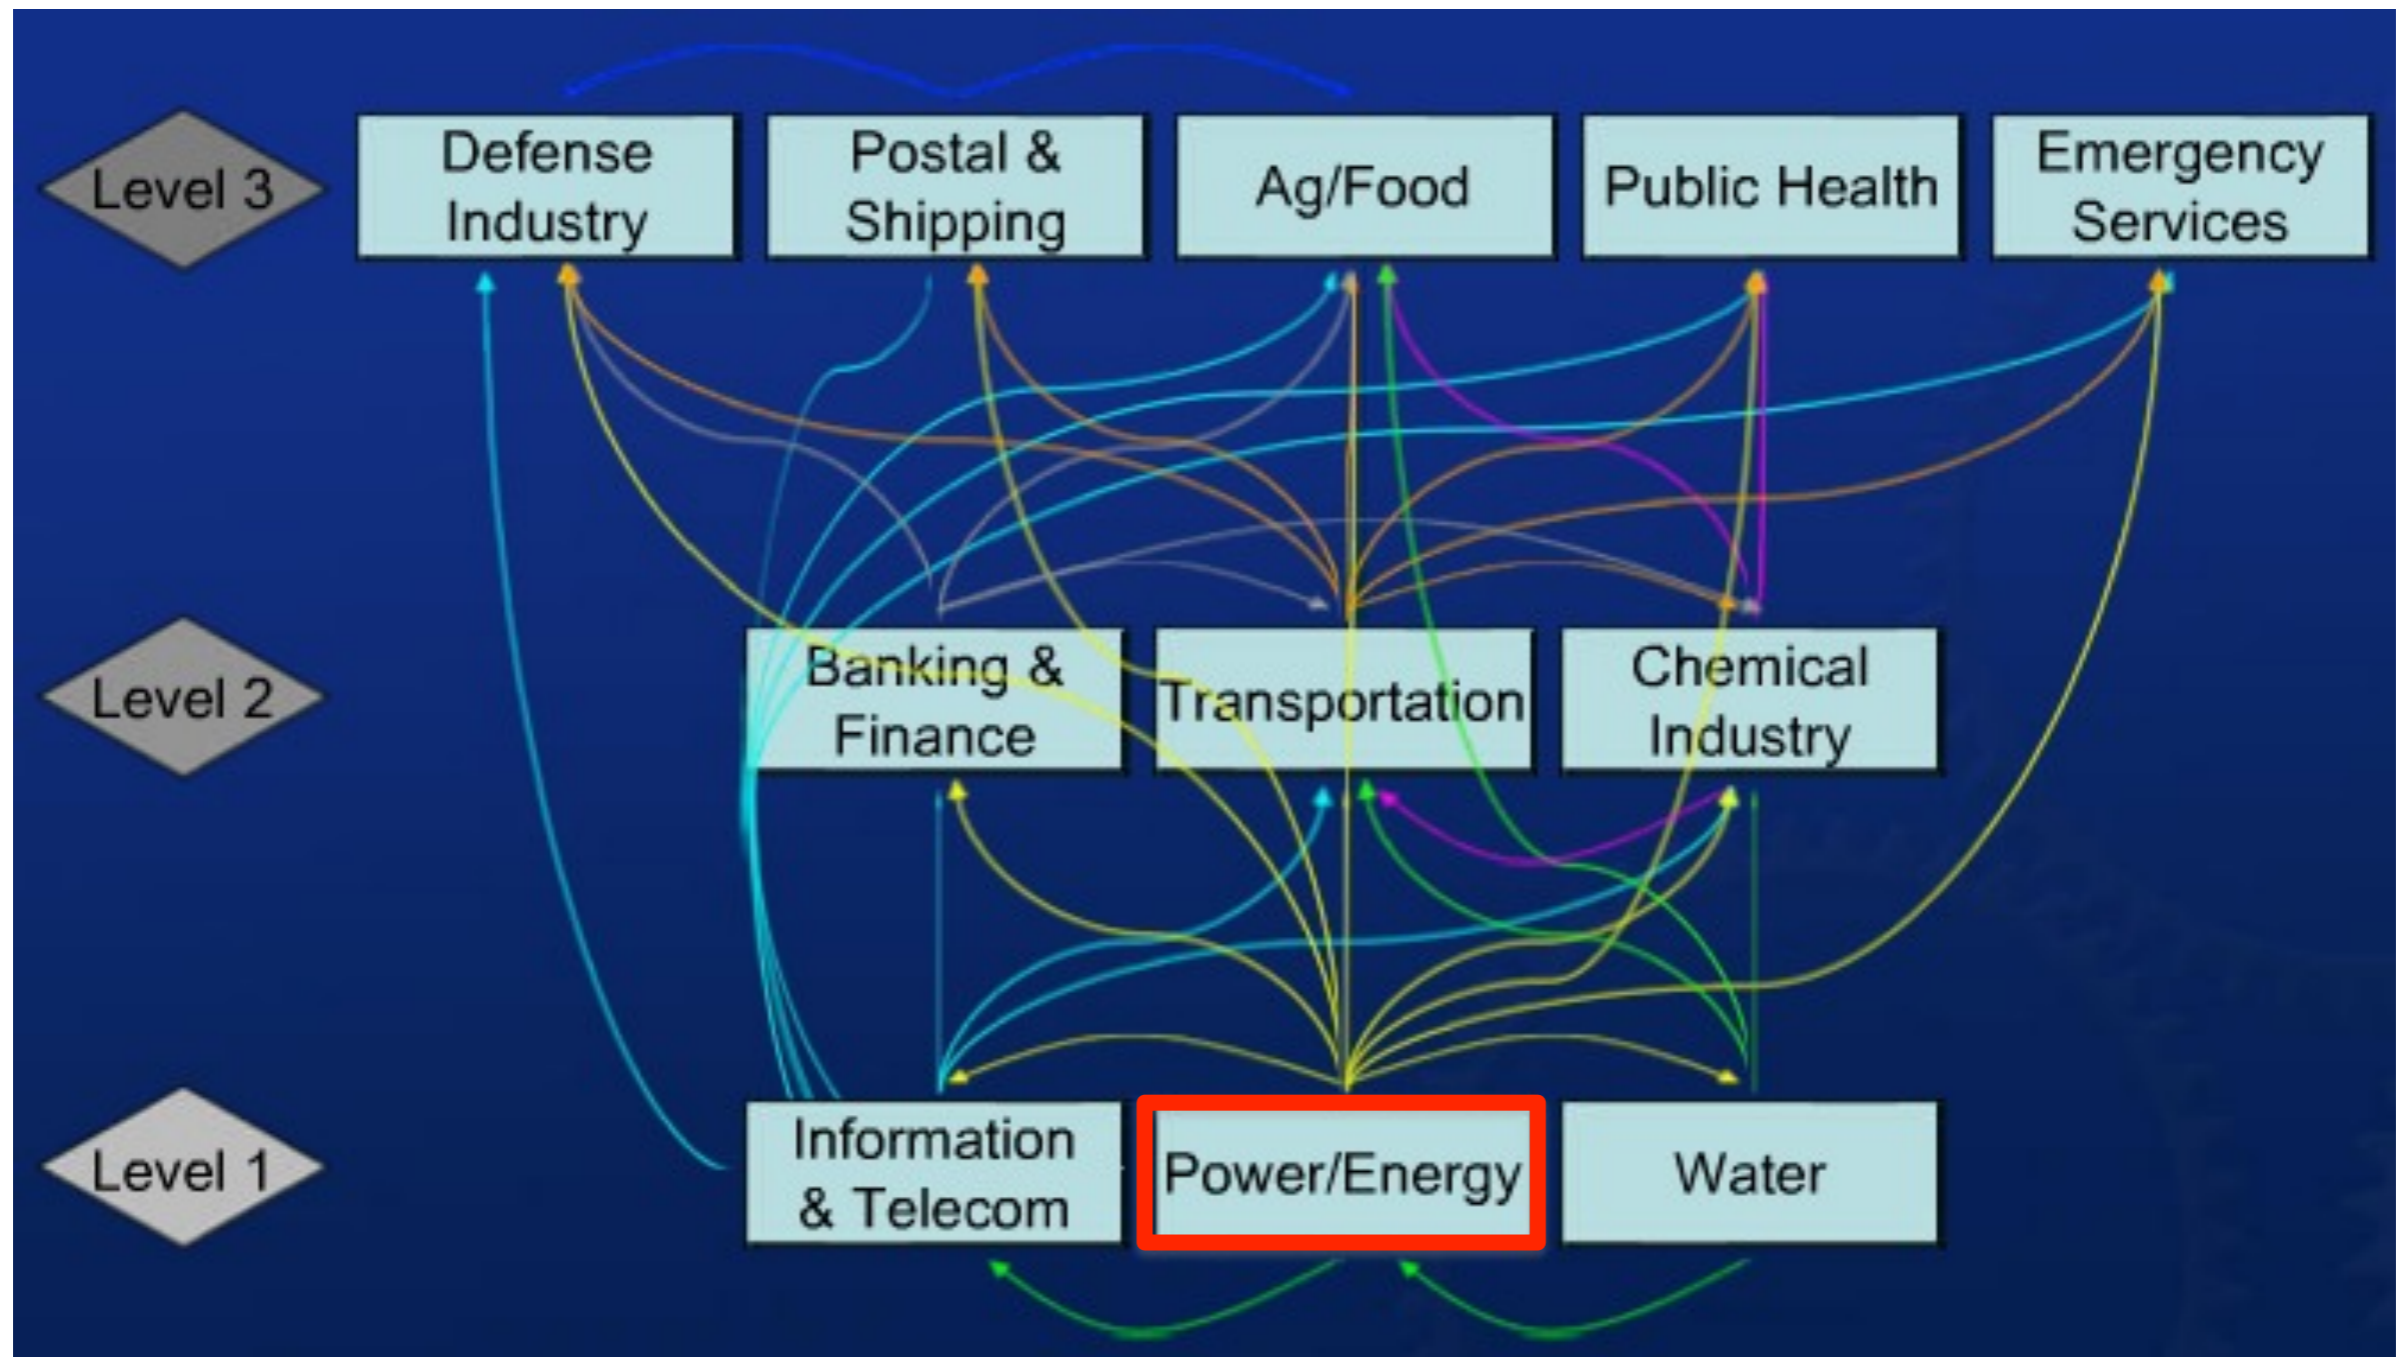 Level 3
Defense
Industry
Postal &
Shipping
Ag/Food
Public Health
Emergency
Services
Level 2
Banking &
Finance
Transportation
Chemical
Industry
Level 1
Information
& Telecom
Power/Energy
Water